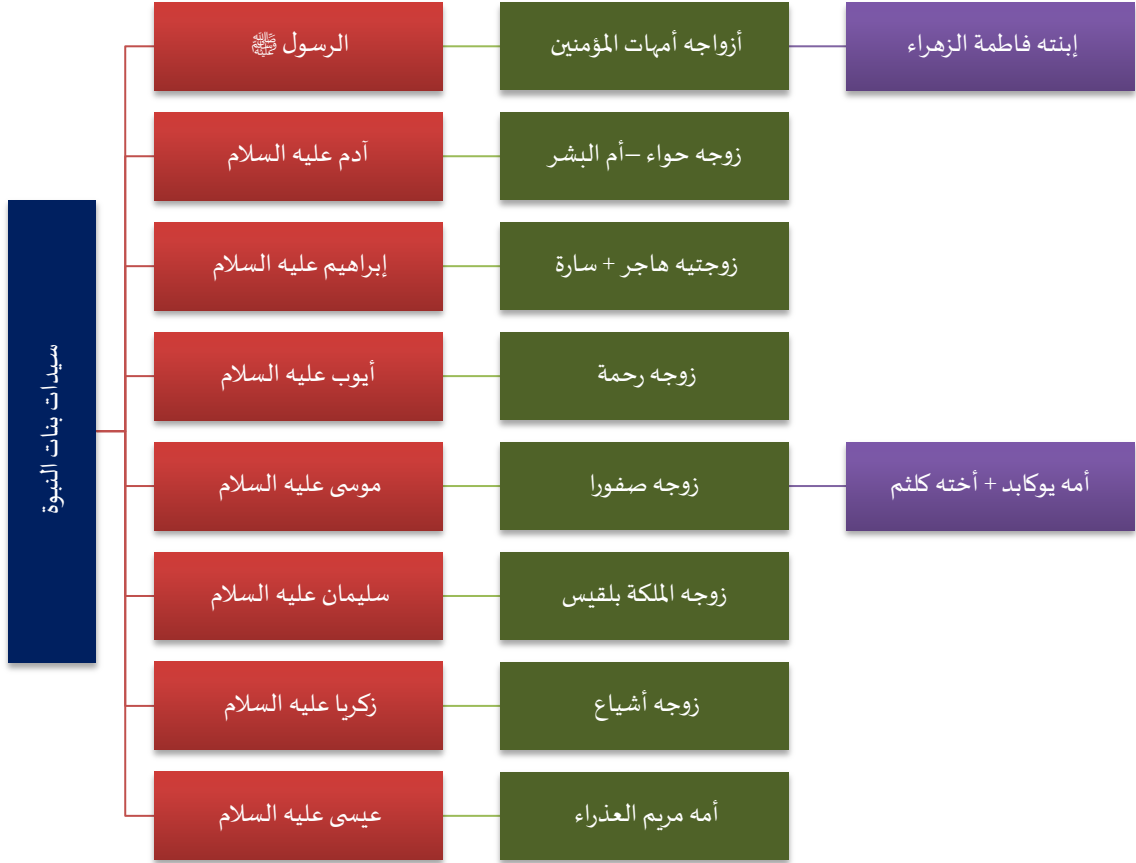 سيدات بنات النبوة
الرسول ﷺ
أزواجه أمهات المؤمنين
إبنته فاطمة الزهراء
آدم عليه السلام
زوجه حواء –أم البشر
إبراهيم عليه السلام
زوجتيه هاجر + سارة
أيوب عليه السلام
زوجه رحمة
موسى عليه السلام
زوجه صفورا
أمه يوكابد + أخته كلثم
سليمان عليه السلام
زوجه الملكة بلقيس
زكريا عليه السلام
زوجه أشياع
عيسى عليه السلام
أمه مريم العذراء